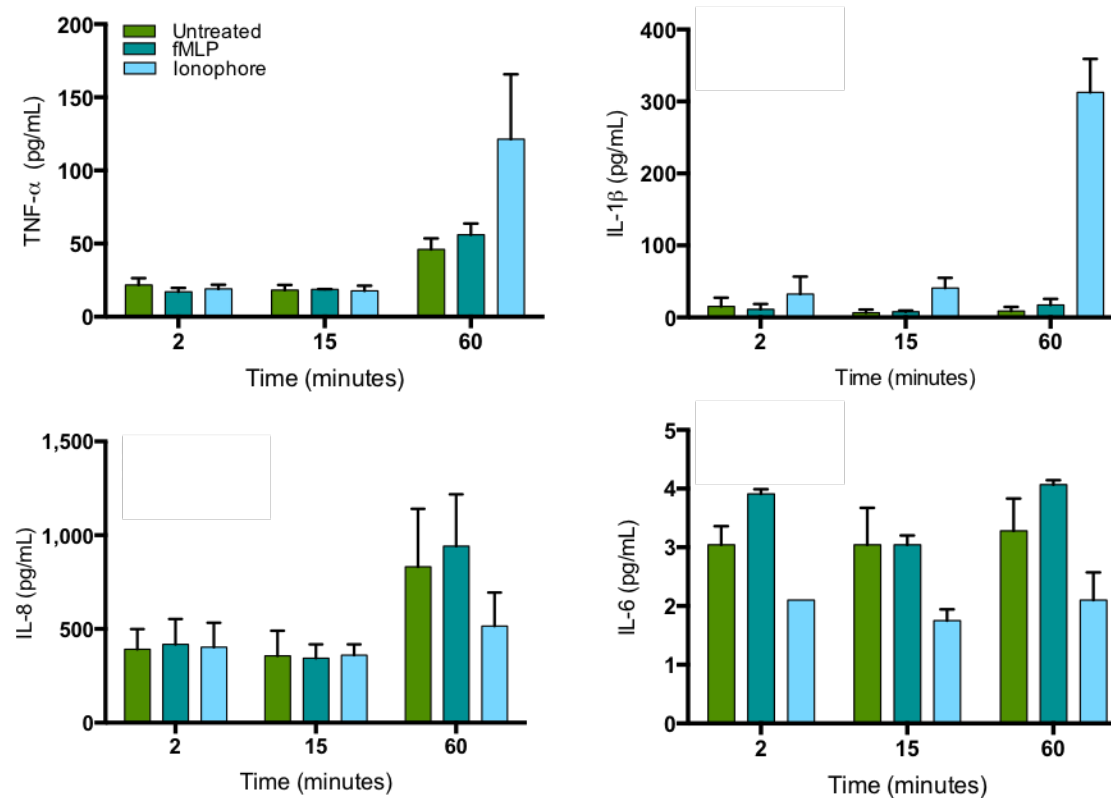 200
150
100
50
0
TNF-α (pg/mL)
Untreated
fMLP
Ionophore
2 15 60
Time (minutes)
400
300
200
100
0
IL-1β (pg/mL)
2 15 60
Time (minutes)
1,500
1,000
500
0
IL-8 (pg/mL)
2 15 60
Time (minutes)
5
4
3
2
1
0
IL-6 (pg/mL)
2 15 60
Time (minutes)